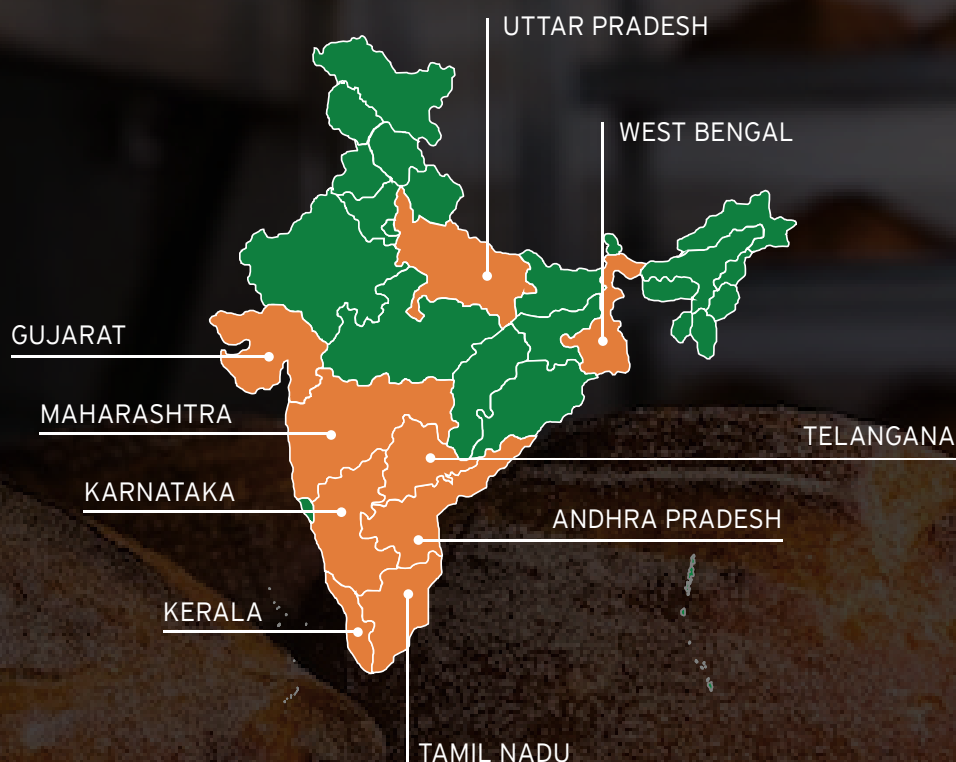 UTTAR PRADESH
WEST BENGAL
GUJARAT
MAHARASHTRA
TELANGANA
KARNATAKA
ANDHRA PRADESH
KERALA
TAMIL NADU